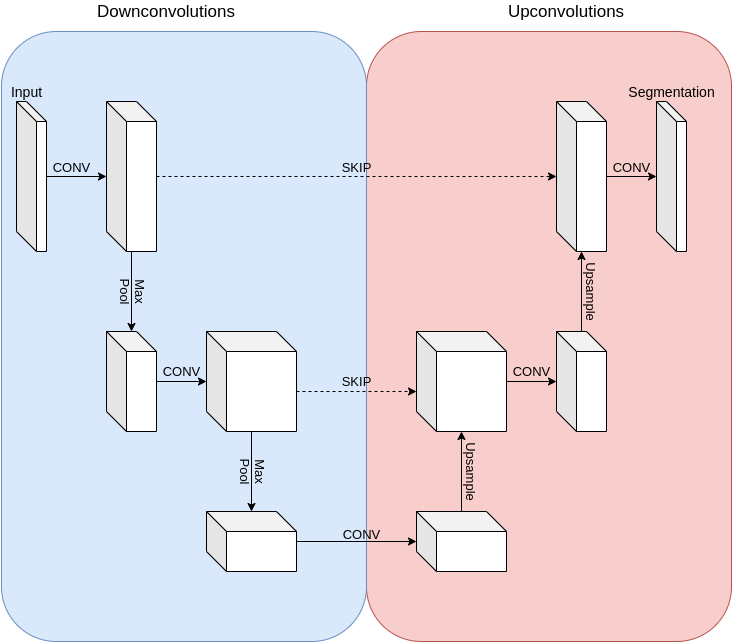 Downconvolutions
Upconvolutions
Input
Segmentation
CONV
SKIP
CONV
Max
Pool
Upsample
CONV
SKIP
CONV
Max
Pool
Upsample
CONV